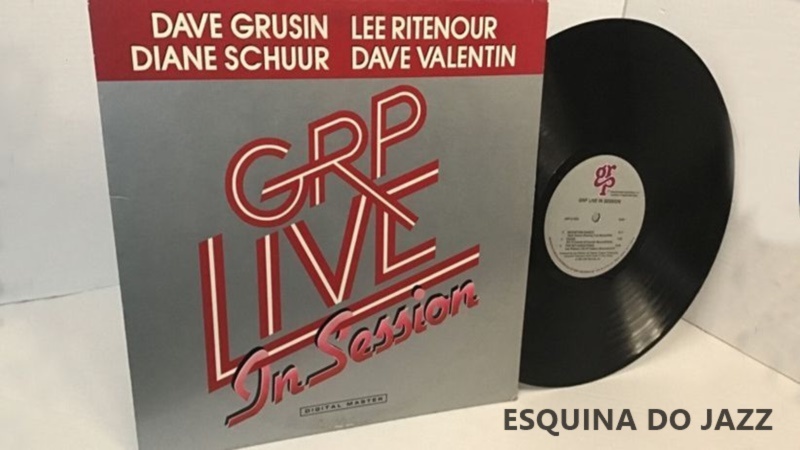 DAVE GRUSIN LEE RITENOUR
DIANE SCHUUR DAVE VALENTIN
GRP
LIVE
In Session
DIGITAL MASTER
grp
GRP LIVE IN SESSION
ESQUINA DO JAZZ